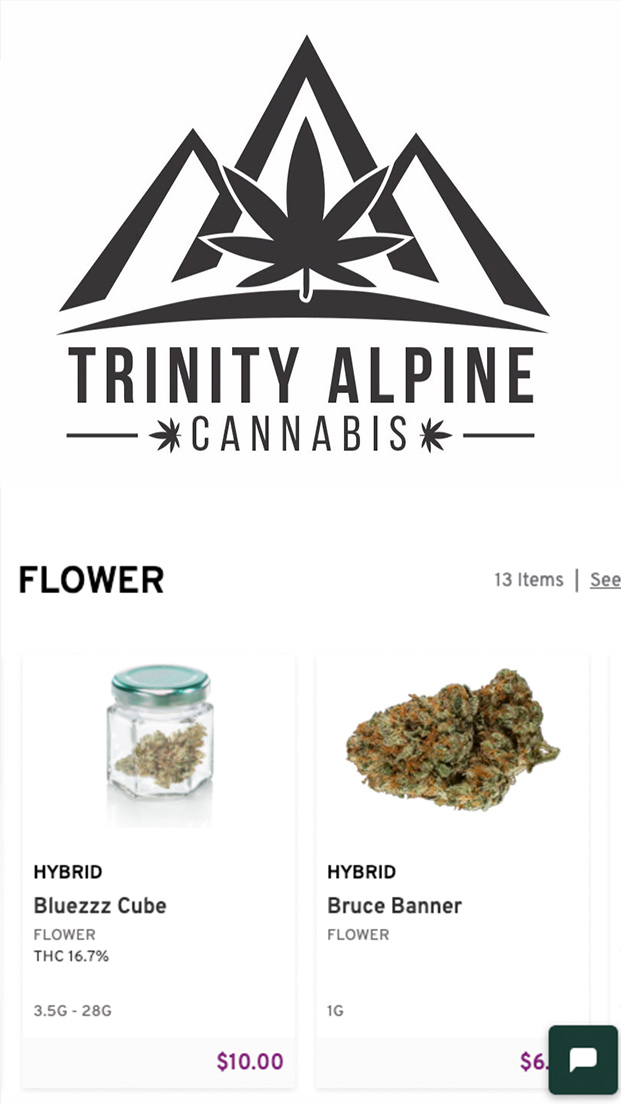 TRINITY ALPINE
CANNABIS
FLOWER
13 Items | See
HYBRID
Bluezzz Cube
FLOWER
THC 16.7%
3.5G - 28G
$10.00
HYBRID
Bruce Banner
FLOWER
1G
$6.